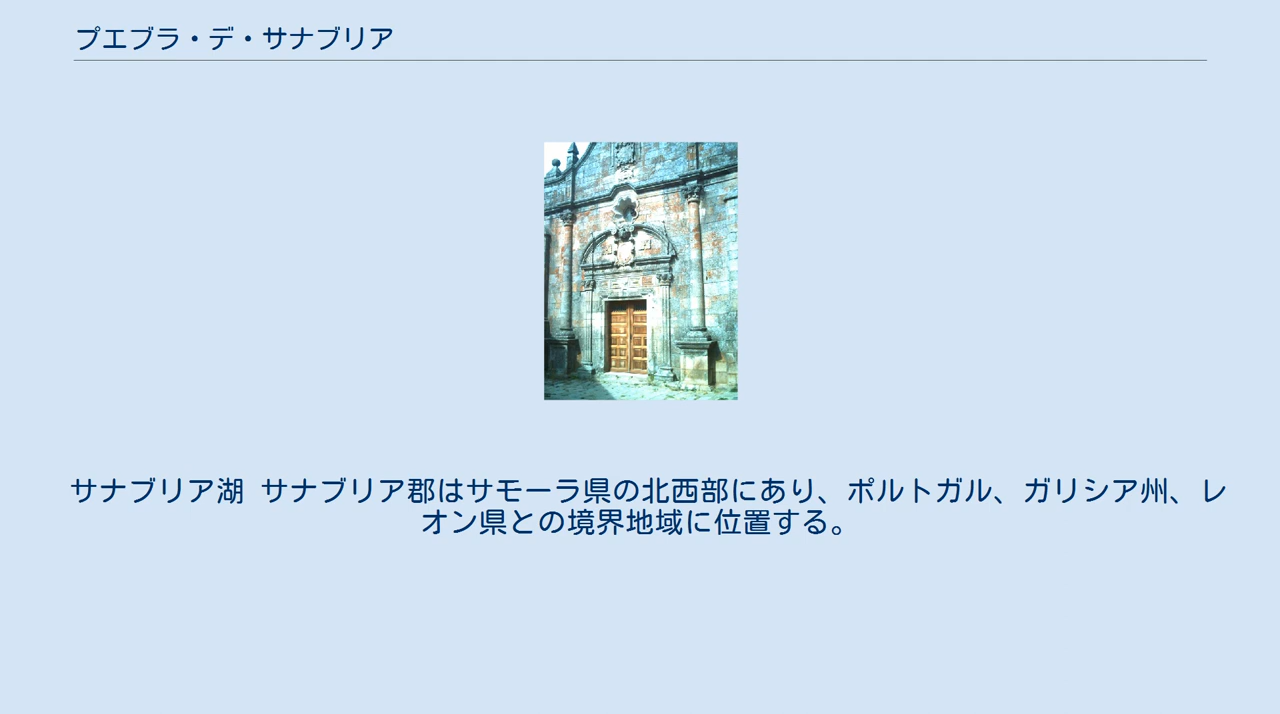 プエブラ・デ・サナブリア
サナブリア湖 サナブリア郡はサモーラ県の北西部にあり、ポルトガル、ガリシア州、レ
オン県との境界地域に位置する。